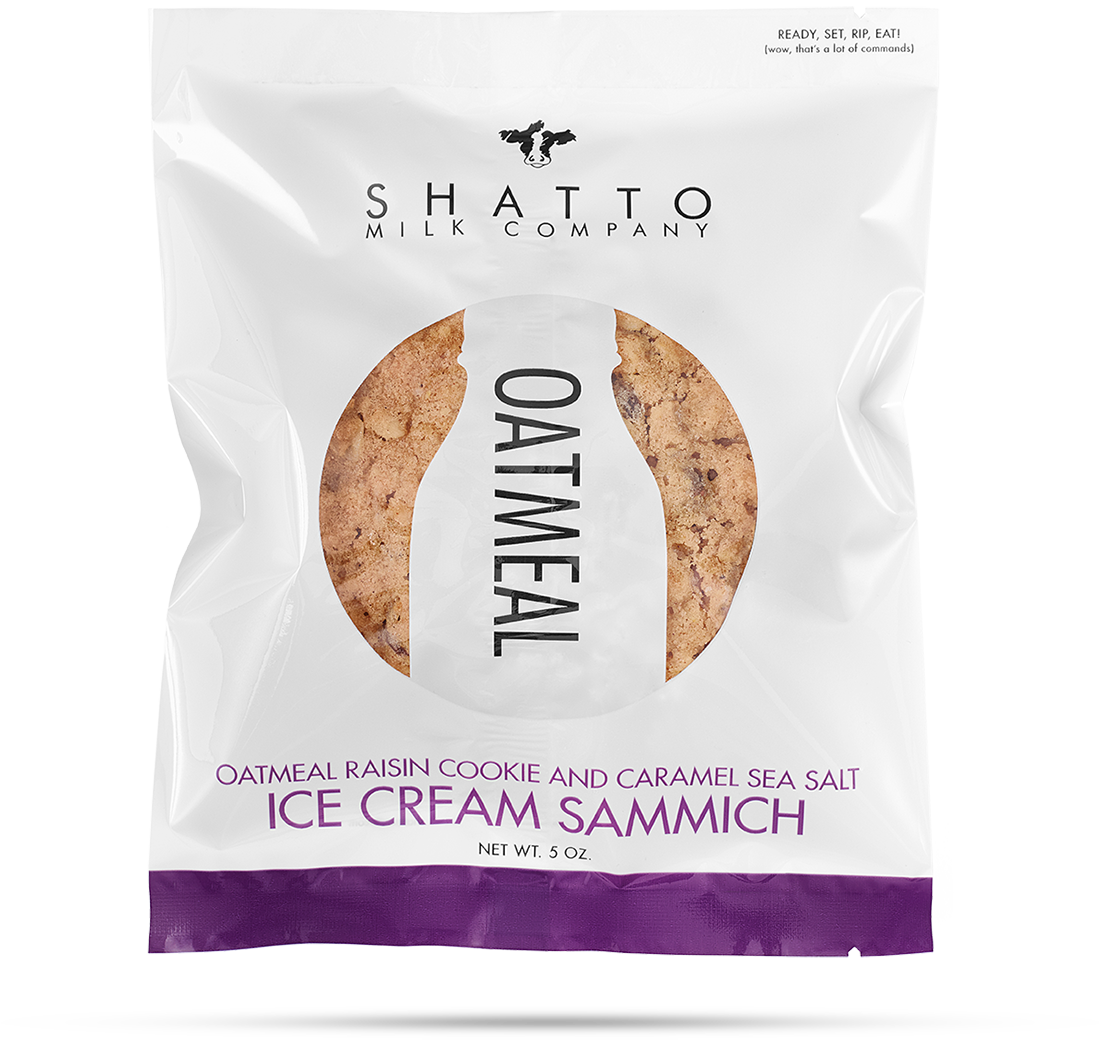 READY, SET, RIP, EAT!
(wow, that's a lot of commands)
SHATTO
MILK COMPANY
OATMEAL
OATMEAL RAISIN COOKIE AND CARAMEL SEA SALT
ICE CREAM SAMMICH
NET WT. 5 OZ.